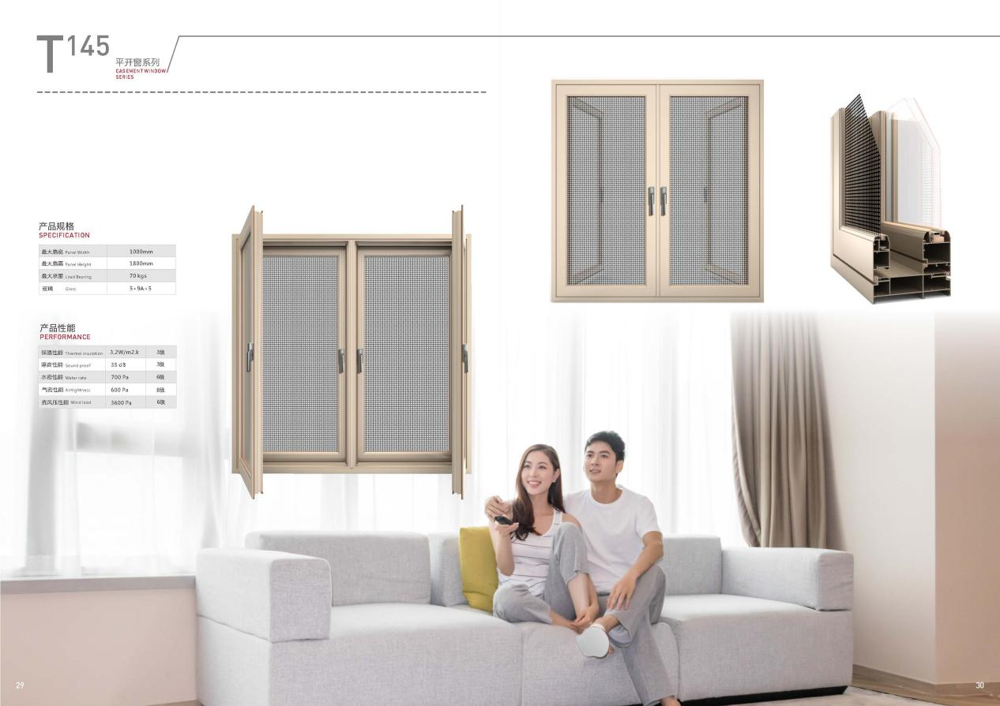 T145
平开窗系列
CASEMENT WINDOW
SERIES
产品规格
SPECIFICATION
最大扇宽 Panel Width 1000mm
最大扇高 Panel Height 1800mm
最大承重 Load Bearing 70 kgs
玻璃 Glass 5+9A+5
产品性能
PERFORMANCE
保温性能 Thermal insulation 3.2W/m2.k 3级
隔音性能 Sound proof 35 dB 3级
水密性能 Water rate 700 Pa 6级
气密性能 Airtightness 600 Pa 8级
抗风压性能 Wind load 3600 Pa 6级
29
30